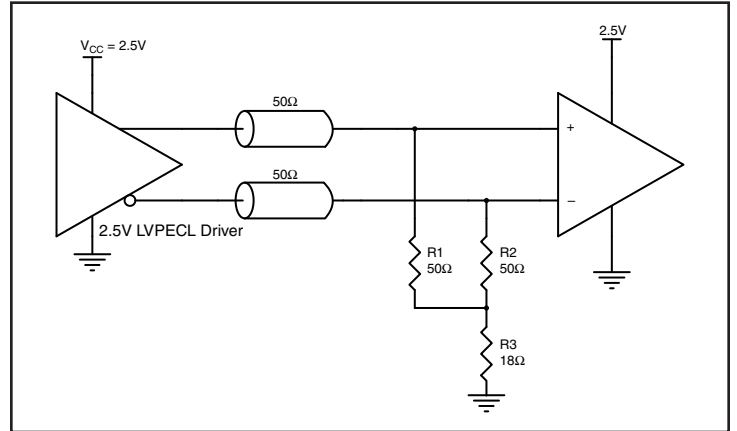 V_CC = 2.5V
2.5V
50Ω
+
50Ω
−
2.5V LVPECL Driver
R1
50Ω
R2
50Ω
R3
18Ω